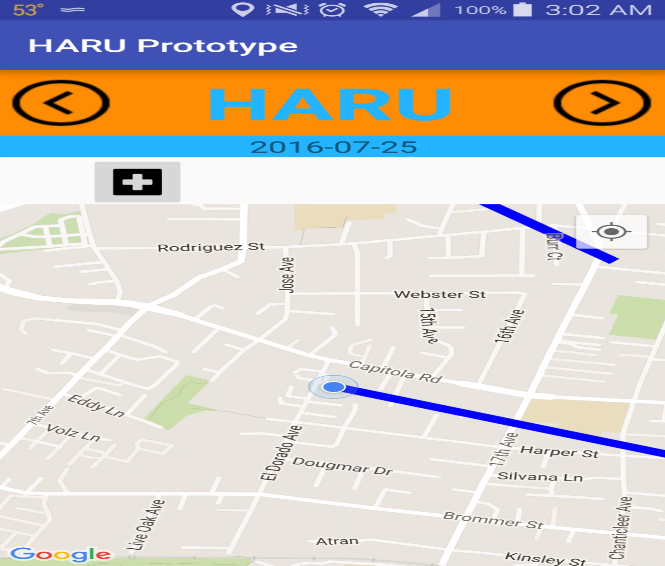 53°
100%
3:02 AM
HARU Prototype
HARU
2016-07-25
Rodriguez St
Burr Ct
Jose Ave
Webster St
15th Ave
16th Ave
Capitola Rd
Eddy Ln
7th Ave
Volz Ln
El Dorado Ave
Dougmar Dr
17th Ave
Harper St
Silvana Ln
Live Oak Ave
Brommer St
Chanticleer Ave
Atran
Google
Kinsley St